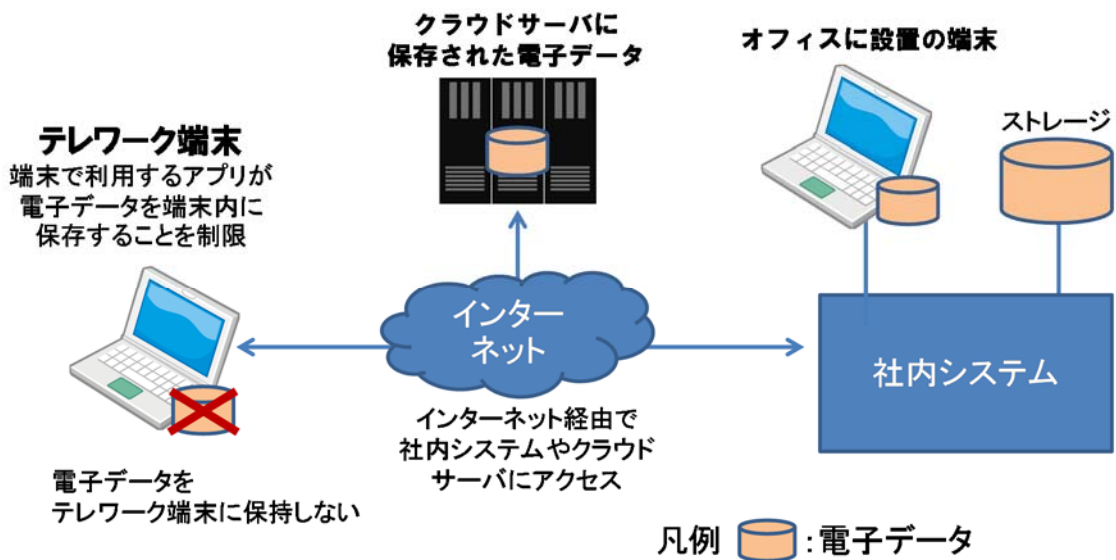 クラウドサーバに
保存された電子データ
オフィスに設置の端末
ストレージ
テレワーク端末
端末で利用するアプリが
電子データを端末内に
保存することを制限
インター
ネット
社内システム
インターネット経由で
社内システムやクラウド
サーバにアクセス
電子データを
テレワーク端末に保持しない
凡例 :電子データ